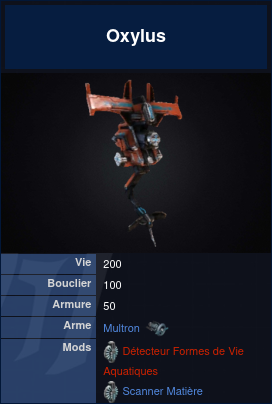 Oxylus
Vie 200
Bouclier 100
Armure 50
Arme Multron
Mods Détecteur Formes de Vie
Aquatiques
Scanner Matière